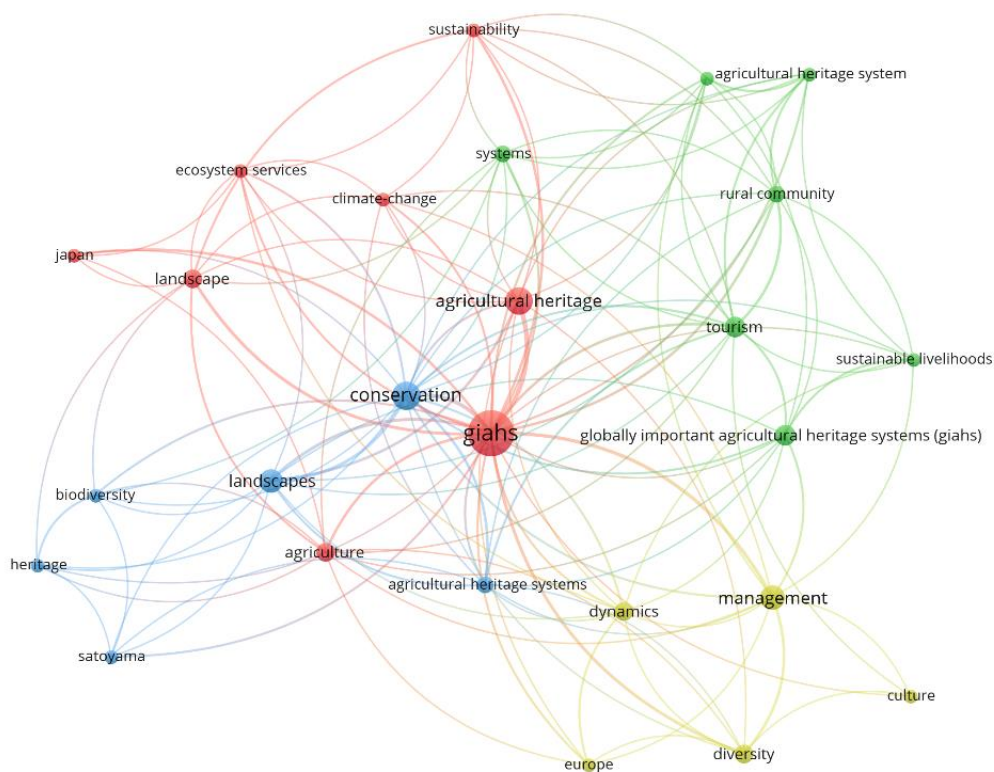 sustainability
agricultural heritage system
systems
ecosystem services
climate-change
rural community
japan
landscape
agricultural heritage
tourism
sustainable livelihoods
conservation
giahs
globally important agricultural heritage systems (giahs)
landscapes
biodiversity
agriculture
heritage
agricultural heritage systems
dynamics
management
satoyama
culture
europe
diversity